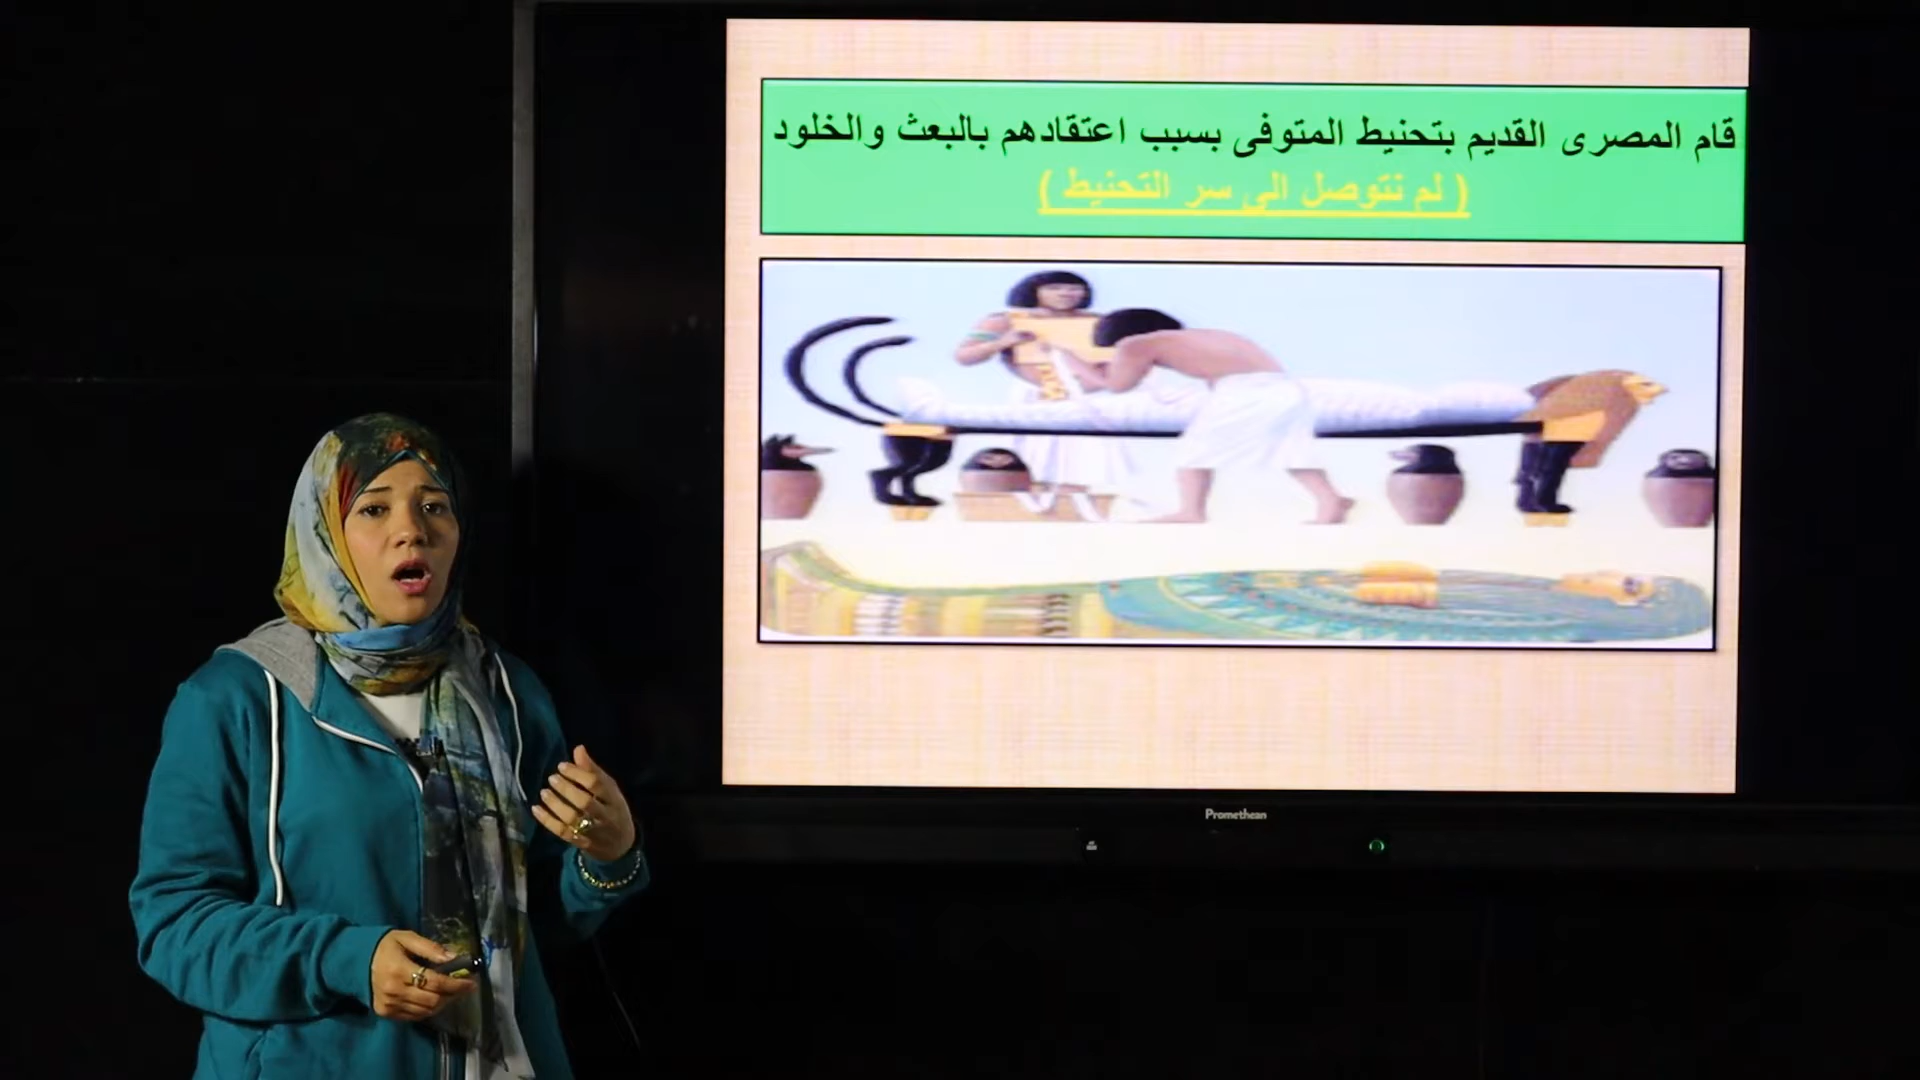 قام المصرى القديم بتحنيط المتوفى بسبب اعتقادهم بالبعث والخلود
( لم نتوصل الى سر التحنيط )
Promethean